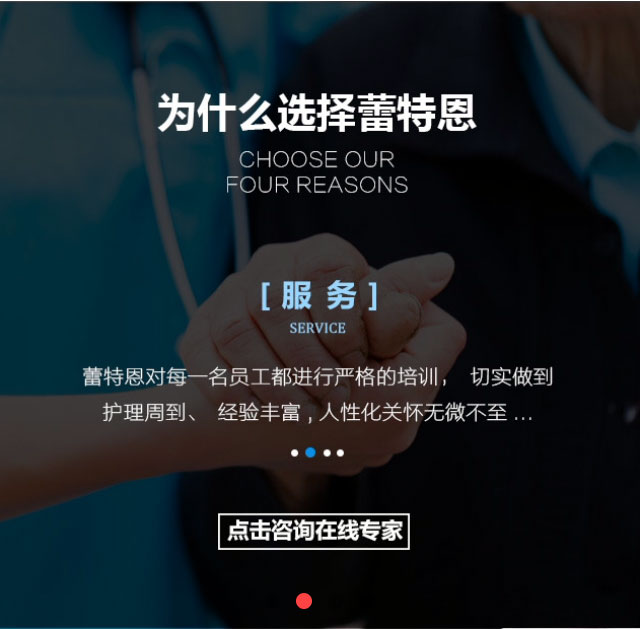 为什么选择蕾特恩
CHOOSE OUR
FOUR REASONS
[ 服 务 ]
SERVICE
蕾特恩对每一名员工都进行严格的培训， 切实做到
护理周到、 经验丰富 , 人性化关怀无微不至 ...
点击咨询在线专家